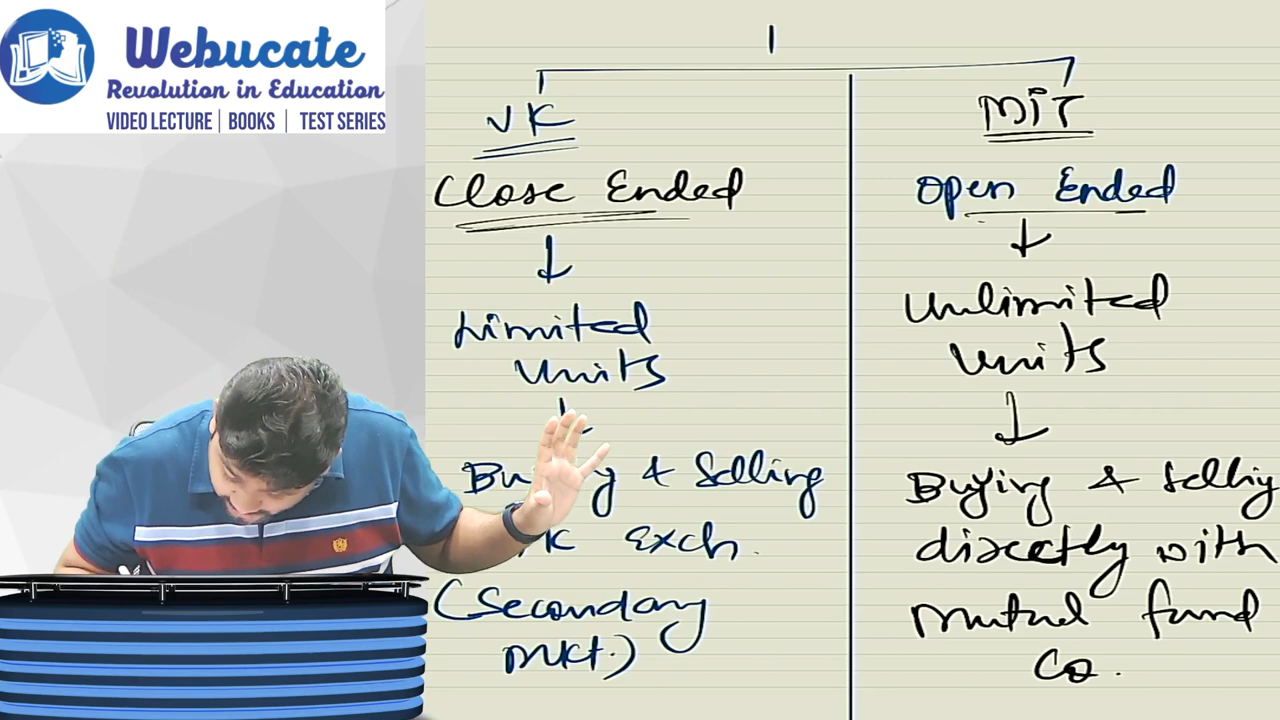 Webucate
Revolution in Education
VIDEO LECTURE | BOOKS | TEST SERIES
VK
Close Ended
Limited
Units
& Selling
Exch.
(Secondary
Mkt.)
MIT
Open Ended
Unlimited
Units
Buying & Selling
directly with
Mutual fund
Co.